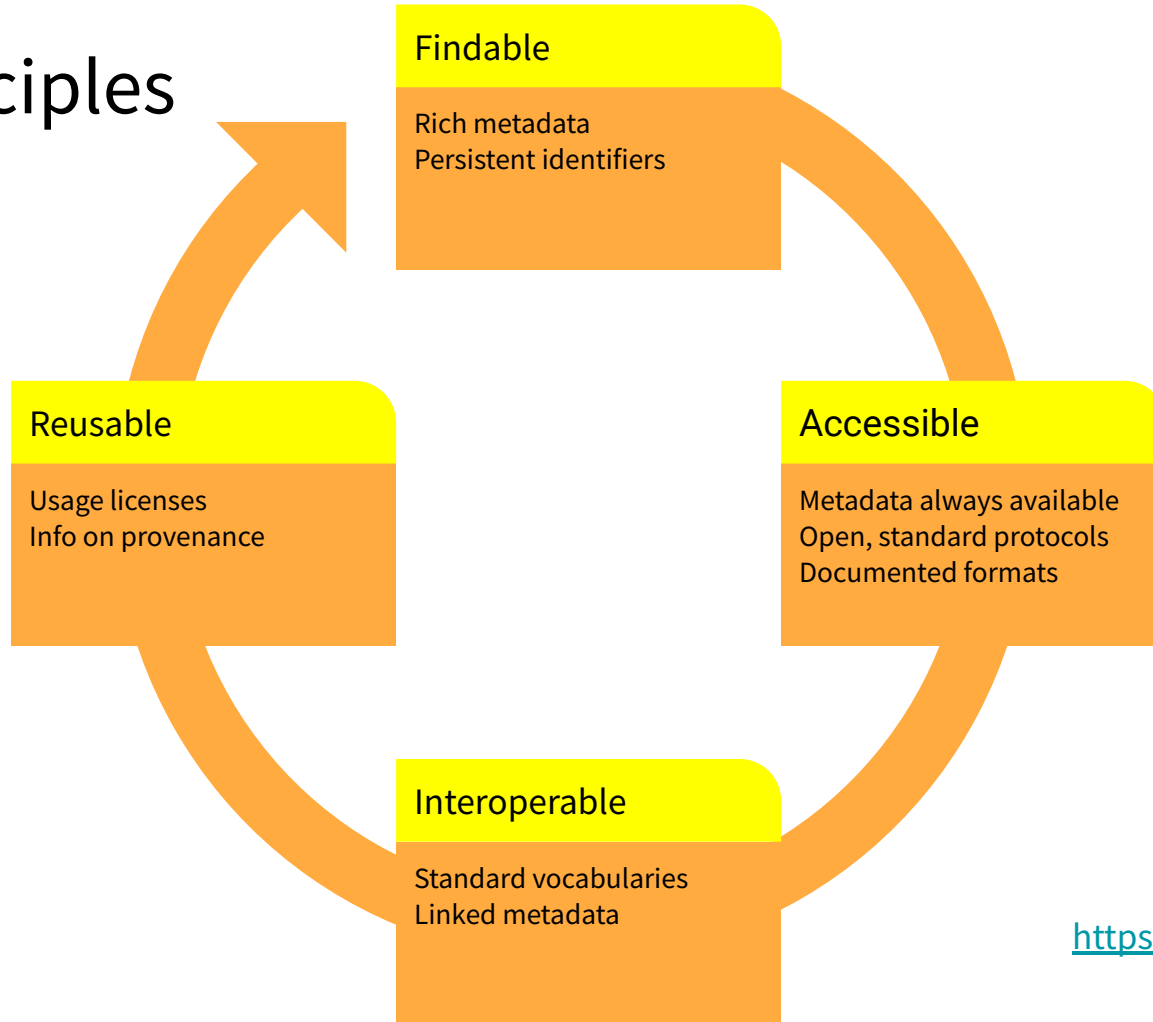 ciples
Findable
Rich metadata
Persistent identifiers
Reusable
Usage licenses
Info on provenance
Accessible
Metadata always available
Open, standard protocols
Documented formats
Interoperable
Standard vocabularies
Linked metadata
https